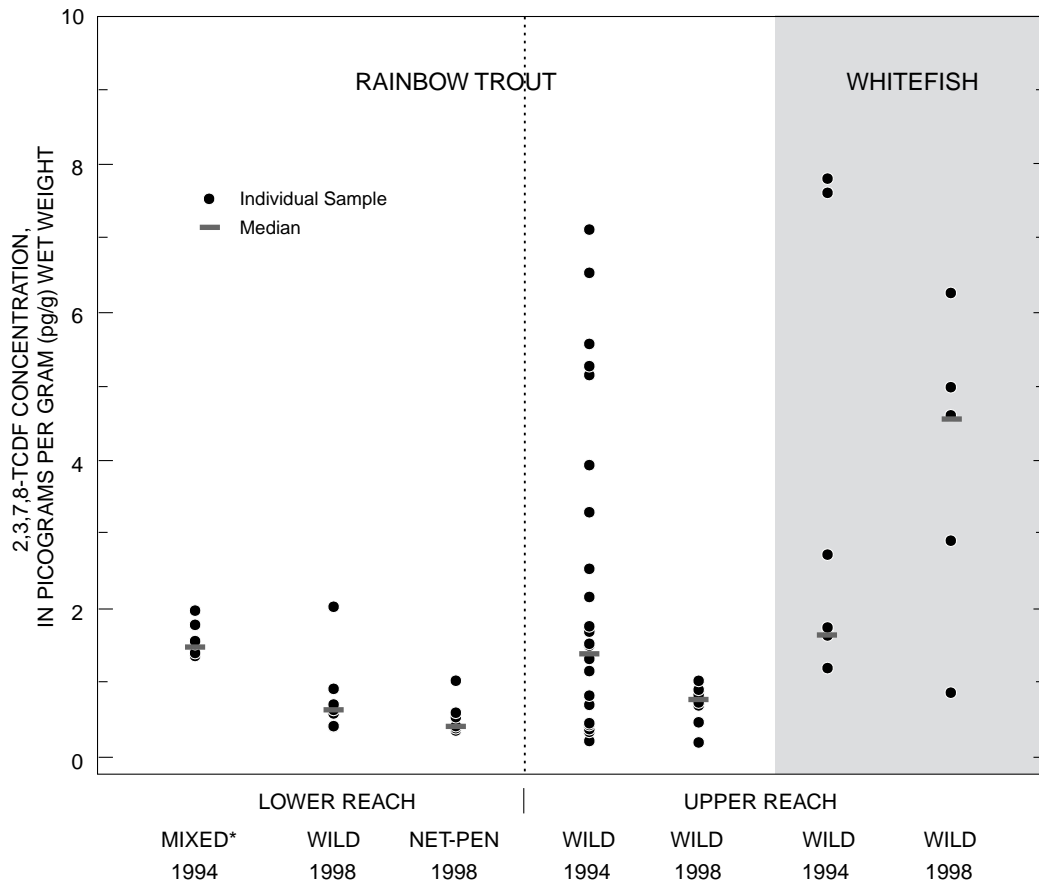 2,3,7,8-TCDF CONCENTRATION,
IN PICOGRAMS PER GRAM (pg/g) WET WEIGHT
10
8
6
4
2
0
RAINBOW TROUT
WHITEFISH
Individual Sample
Median
LOWER REACH
UPPER REACH
MIXED*
1994
WILD
1998
NET-PEN
1998
WILD
1994
WILD
1998
WILD
1994
WILD
1998